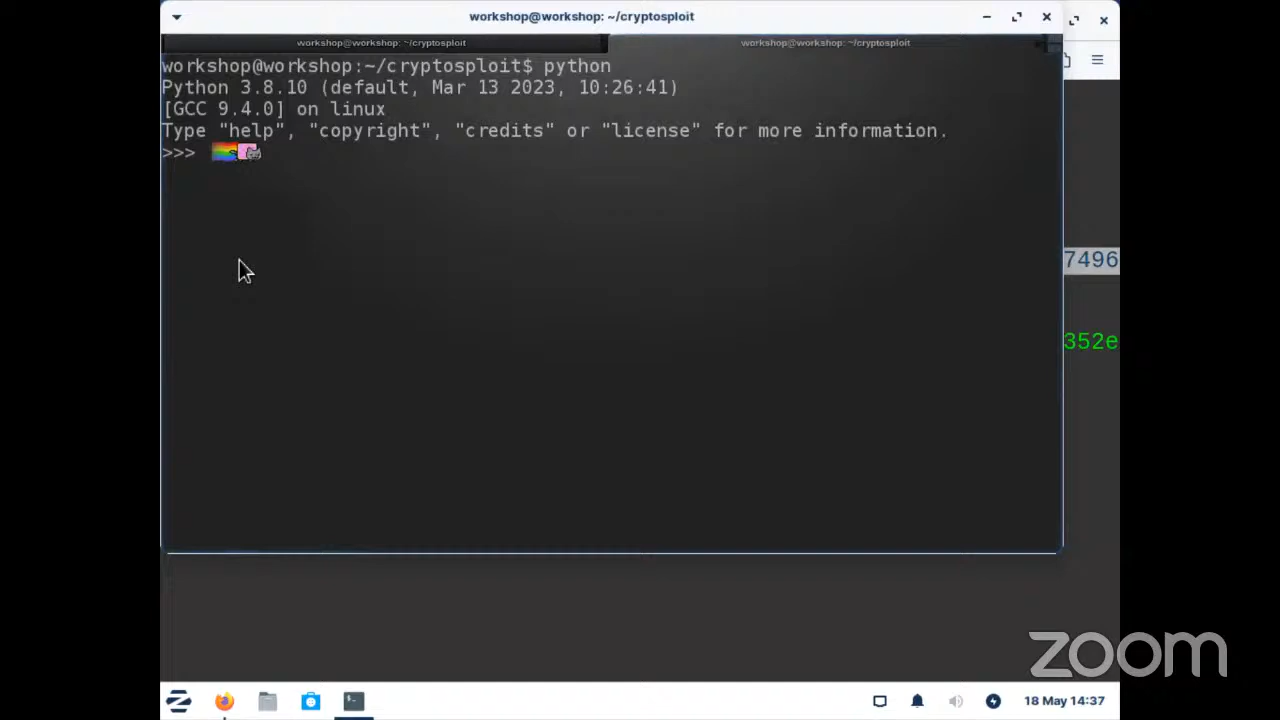 workshop@workshop: ~/cryptosploit
workshop@workshop: ~/cryptosploit
workshop@workshop: ~/cryptosploit
workshop@workshop:~/cryptosploit$ python
Python 3.8.10 (default, Mar 13 2023, 10:26:41)
[GCC 9.4.0] on linux
Type "help", "copyright", "credits" or "license" for more information.
>>>
7496
352e
zoom
18 May 14:37